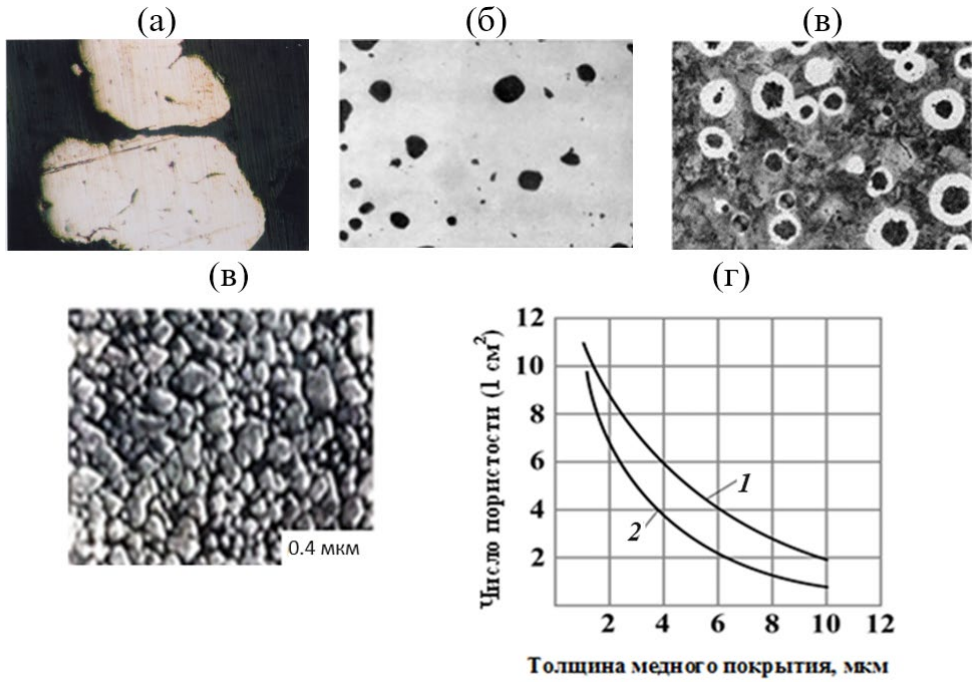 (а) (б) (в)
(в) (г)
0.4 мкм
Число пористости (1 см²)
12
10
8
6
4
2
1
2
2 4 6 8 10 12
Толщина медного покрытия, мкм